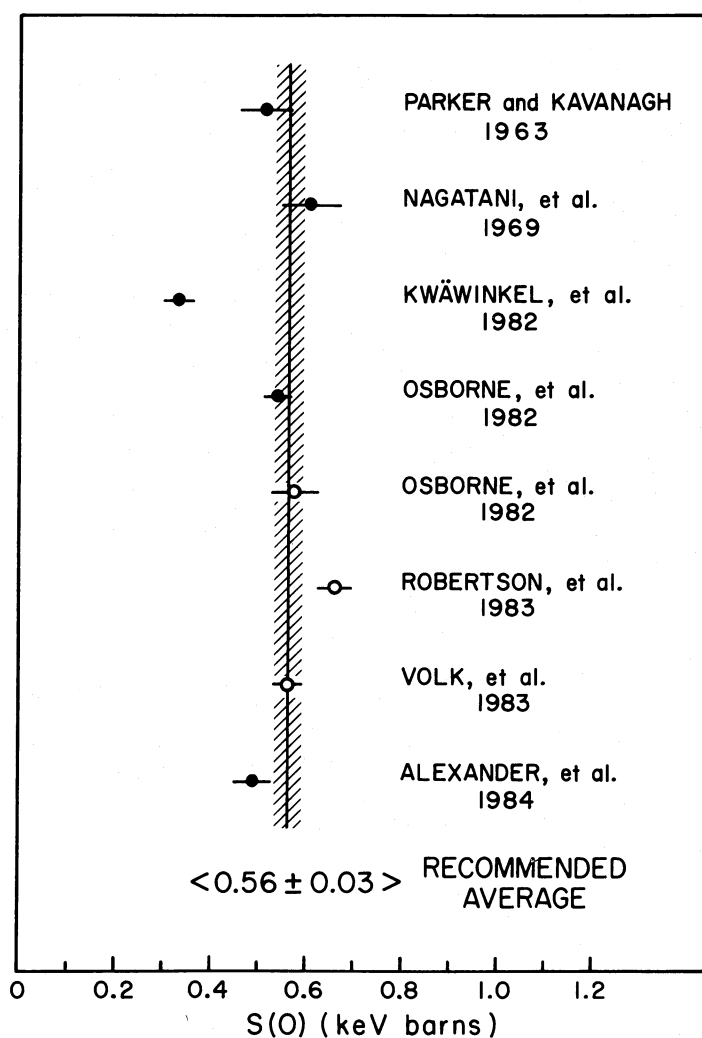 PARKER and KAVANAGH
1963
NAGATANI, et al.
1969
KWÄWINKEL, et al.
1982
OSBORNE, et al.
1982
OSBORNE, et al.
1982
ROBERTSON, et al.
1983
VOLK, et al.
1983
ALEXANDER, et al.
1984
<0.56 ± 0.03> RECOMMENDED
AVERAGE
0 0.2 0.4 0.6 0.8 1.0 1.2
S(O) (keV barns)